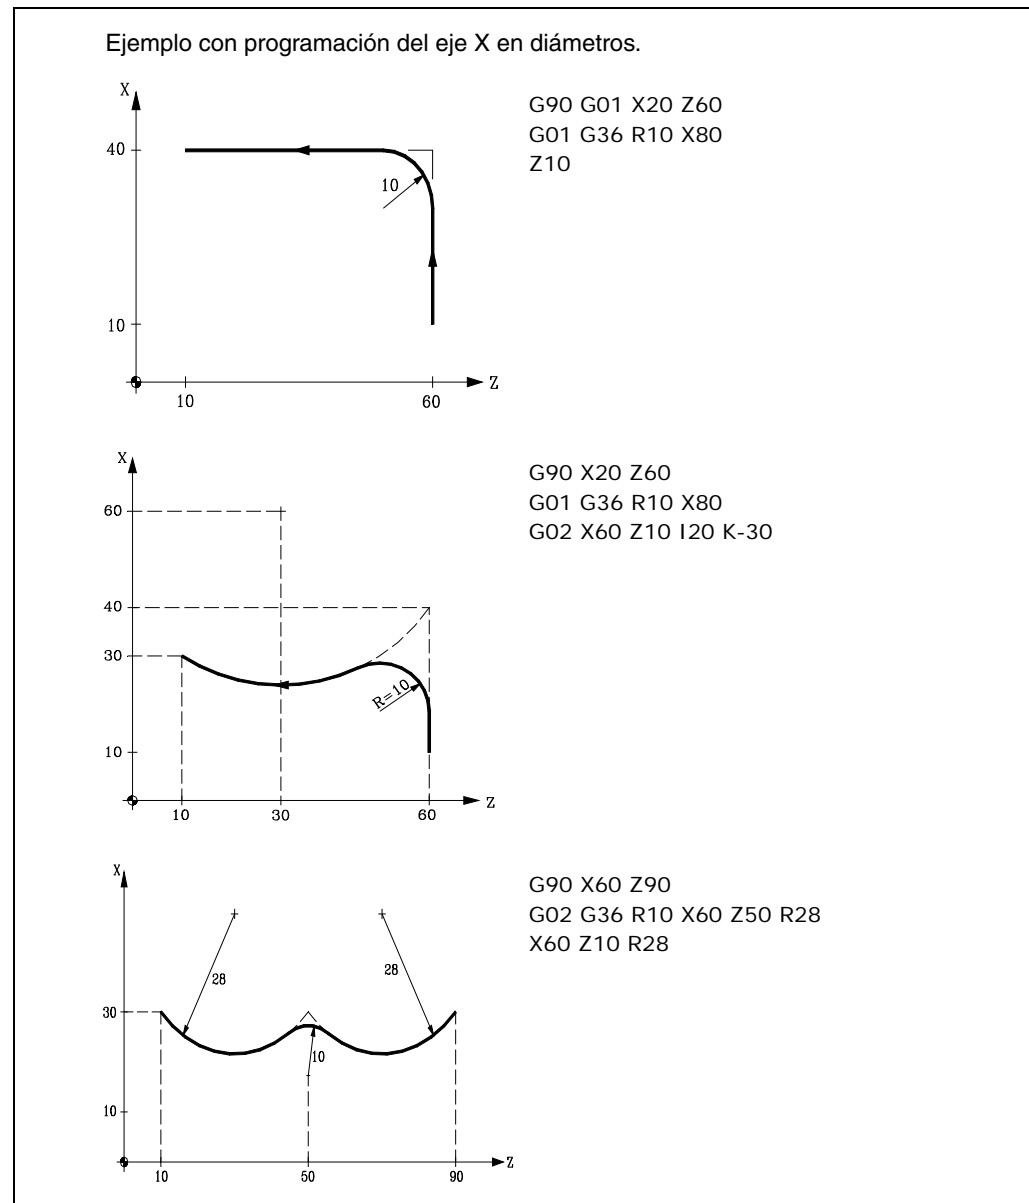 Ejemplo con programación del eje X en diámetros.
X
G90 G01 X20 Z60
G01 G36 R10 X80
Z10
40
10
10
Z
10
60
X
G90 X20 Z60
G01 G36 R10 X80
G02 X60 Z10 I20 K-30
60
40
30
R=10
10
Z
10
30
60
X
G90 X60 Z90
G02 G36 R10 X60 Z50 R28
X60 Z10 R28
28
28
30
10
10
Z
10
50
90